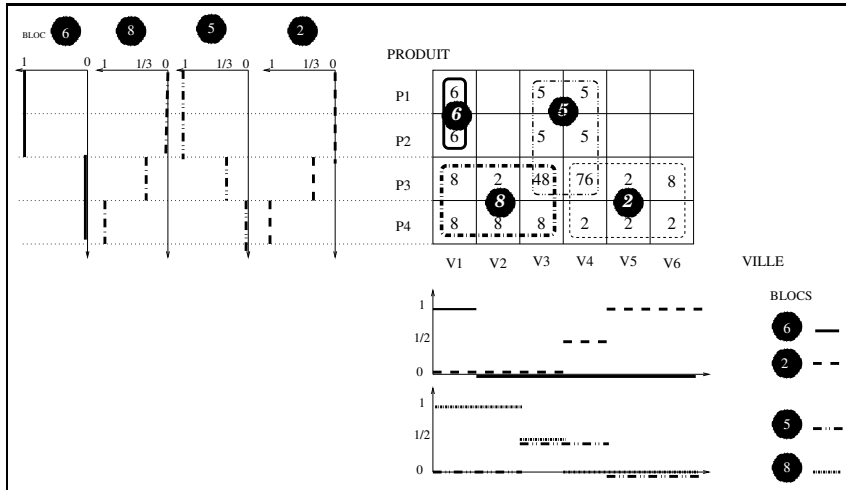 BLOC 6 8 5 2
1 0 1 1/3 0 1 1/3 0 1 1/3 0
PRODUIT
P1 6 5 5
6 5
P2 6 5 5
P3 8 2 48 76 2 8
8 2
P4 8 8 8 2 2 2
V1 V2 V3 V4 V5 V6 VILLE
BLOCS
1
6
1/2
2
0
1
5
1/2
8
0